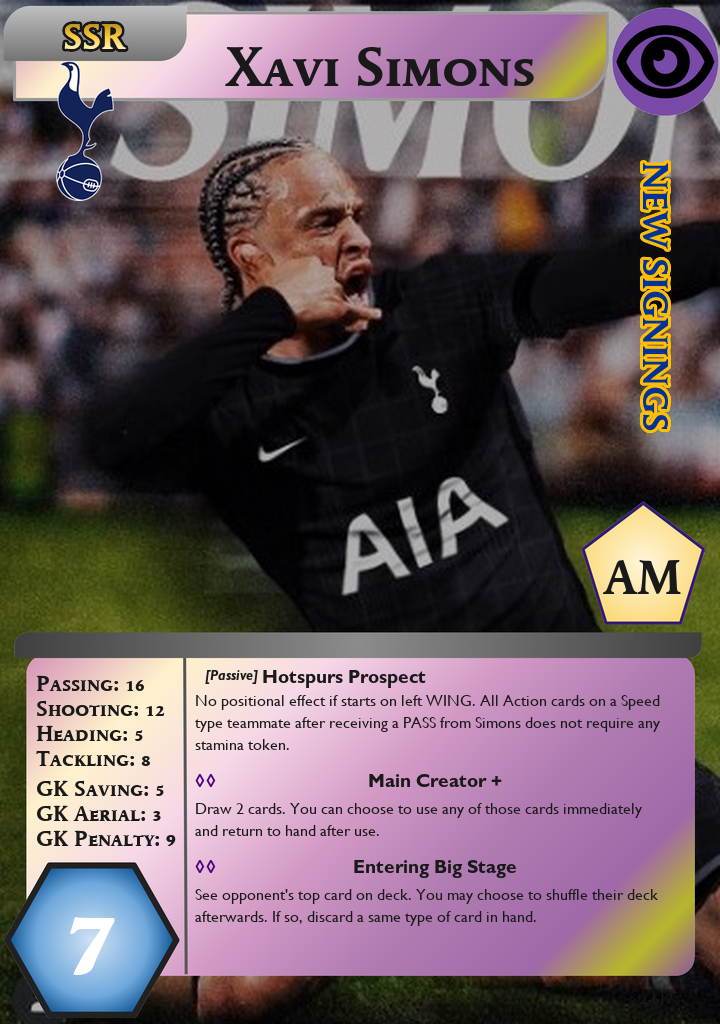 SSR
Xavi Simons
SIMON
NEW SIGNINGS
AIA
AM
Passing: 16
Shooting: 12
Heading: 5
Tackling: 8
GK Saving: 5
GK Aerial: 3
GK Penalty: 9
7
[Passive] Hotspurs Prospect
No positional effect if starts on left WING. All Action cards on a Speed
type teammate after receiving a PASS from Simons does not require any
stamina token.
◊◊ Main Creator +
Draw 2 cards. You can choose to use any of those cards immediately
and return to hand after use.
◊◊ Entering Big Stage
See opponent's top card on deck. You may choose to shuffle their deck
afterwards. If so, discard a same type of card in hand.